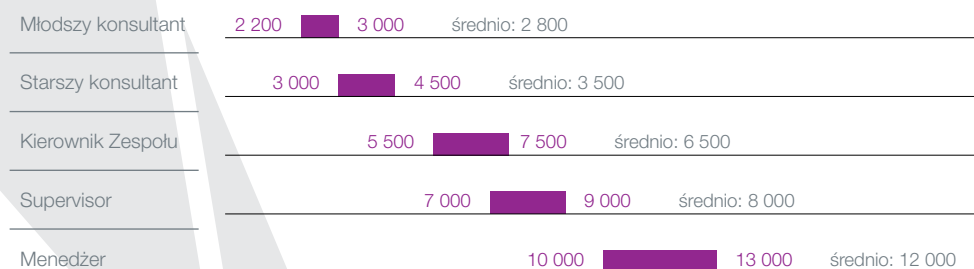 Młodszy konsultant 2 200 3 000 średnio: 2 800
Starszy konsultant 3 000 4 500 średnio: 3 500
Kierownik Zespołu 5 500 7 500 średnio: 6 500
Supervisor 7 000 9 000 średnio: 8 000
Menedżer 10 000 13 000 średnio: 12 000